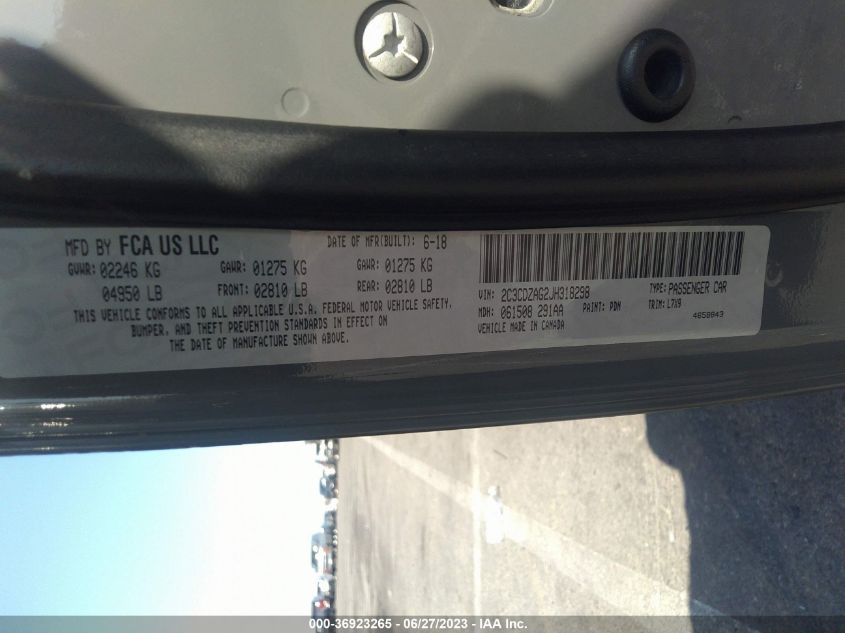 MFD BY FCA US LLC
DATE OF MFR(BUILT): 6-18
GVWR: 02246 KG
GAWR: 01275 KG
GAWR: 01275 KG
04950 LB
FRONT: 02810 LB
REAR: 02810 LB
THIS VEHICLE CONFORMS TO ALL APPLICABLE U.S.A. FEDERAL MOTOR VEHICLE SAFETY,
BUMPER, AND THEFT PREVENTION STANDARDS IN EFFECT ON
THE DATE OF MANUFACTURE SHOWN ABOVE.
VIN: 2C3CDZAG2JH318298
TYPE: PASSENGER CAR
MDH: 061508 291AA
PAINT: PDN
TRIM: L7X9
VEHICLE MADE IN CANADA
4658943
000-36923265 - 06/27/2023 - IAA Inc.